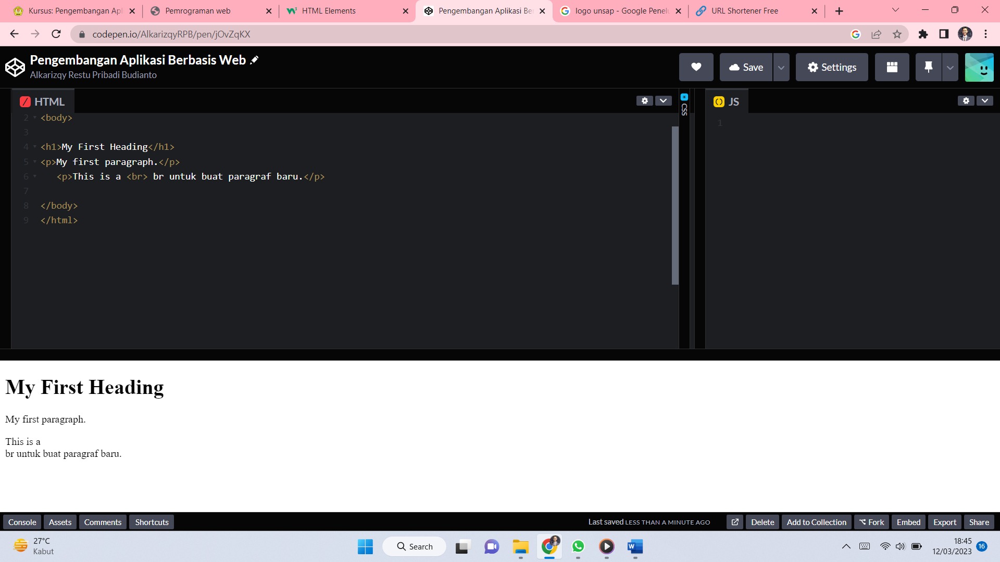 Kursus: Pengembangan Apl
Pemrograman web
HTML Elements
Pengembangan Aplikasi Ber
logo unsap - Google Penelu
URL Shortener Free
codepen.io/AlkarizqyRPB/pen/jOvZqKX
Pengembangan Aplikasi Berbasis Web
Alkarizqy Restu Pribadi Budianto
Save
Settings
HTML
CSS
JS
2 <body>
3
4 <h1>My First Heading</h1>
5 <p>My first paragraph.</p>
6 <p>This is a <br> br untuk buat paragraf baru.</p>
7
8 </body>
9 </html>
1
My First Heading
My first paragraph.
This is a
br untuk buat paragraf baru.
Console Assets Comments Shortcuts
Last saved LESS THAN A MINUTE AGO
Delete Add to Collection Fork Embed Export Share
27°C
Kabut
Search
18:45
12/03/2023
16